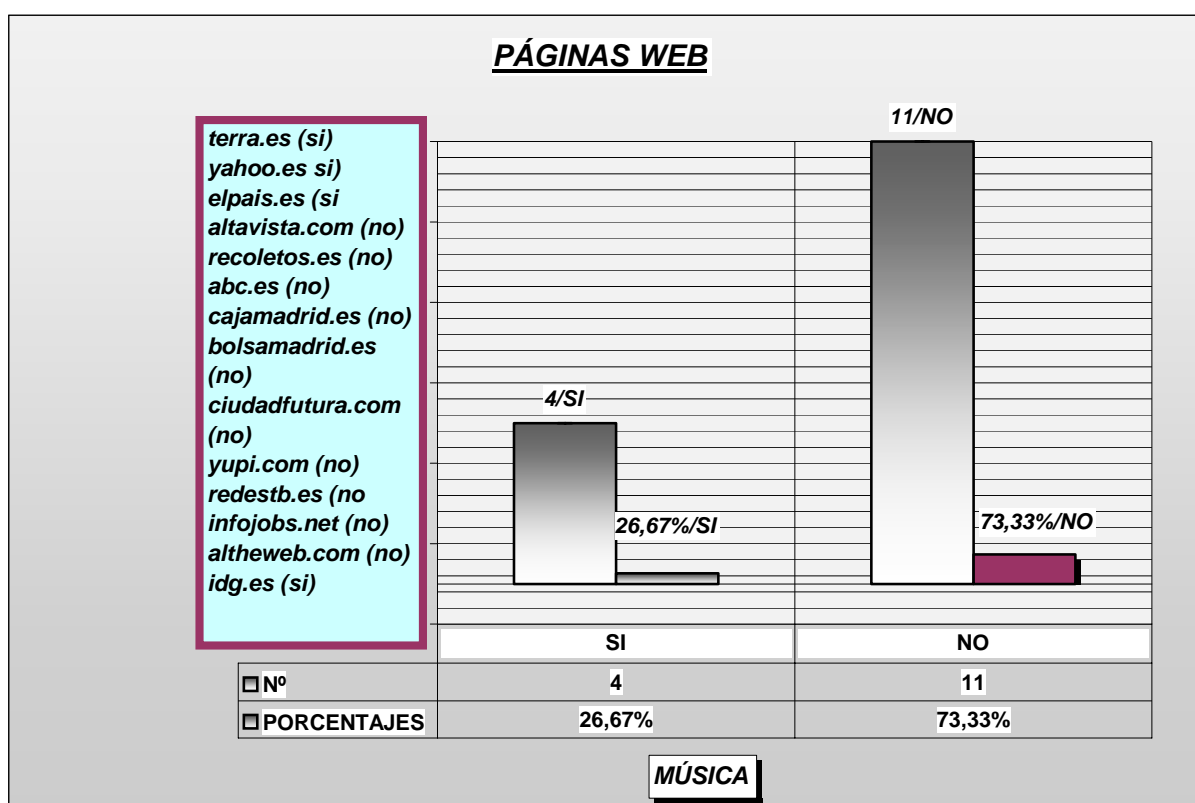 PÁGINAS WEB
terra.es (si)
yahoo.es si)
elpais.es (si
altavista.com (no)
recoletos.es (no)
abc.es (no)
cajamadrid.es (no)
bolsamadrid.es
(no)
ciudadfutura.com
(no)
yupi.com (no)
redestb.es (no
infojobs.net (no)
altheweb.com (no)
idg.es (si)
4/SI
26,67%/SI
11/NO
73,33%/NO
SI NO
Nº 4 11
PORCENTAJES 26,67% 73,33%
MÚSICA